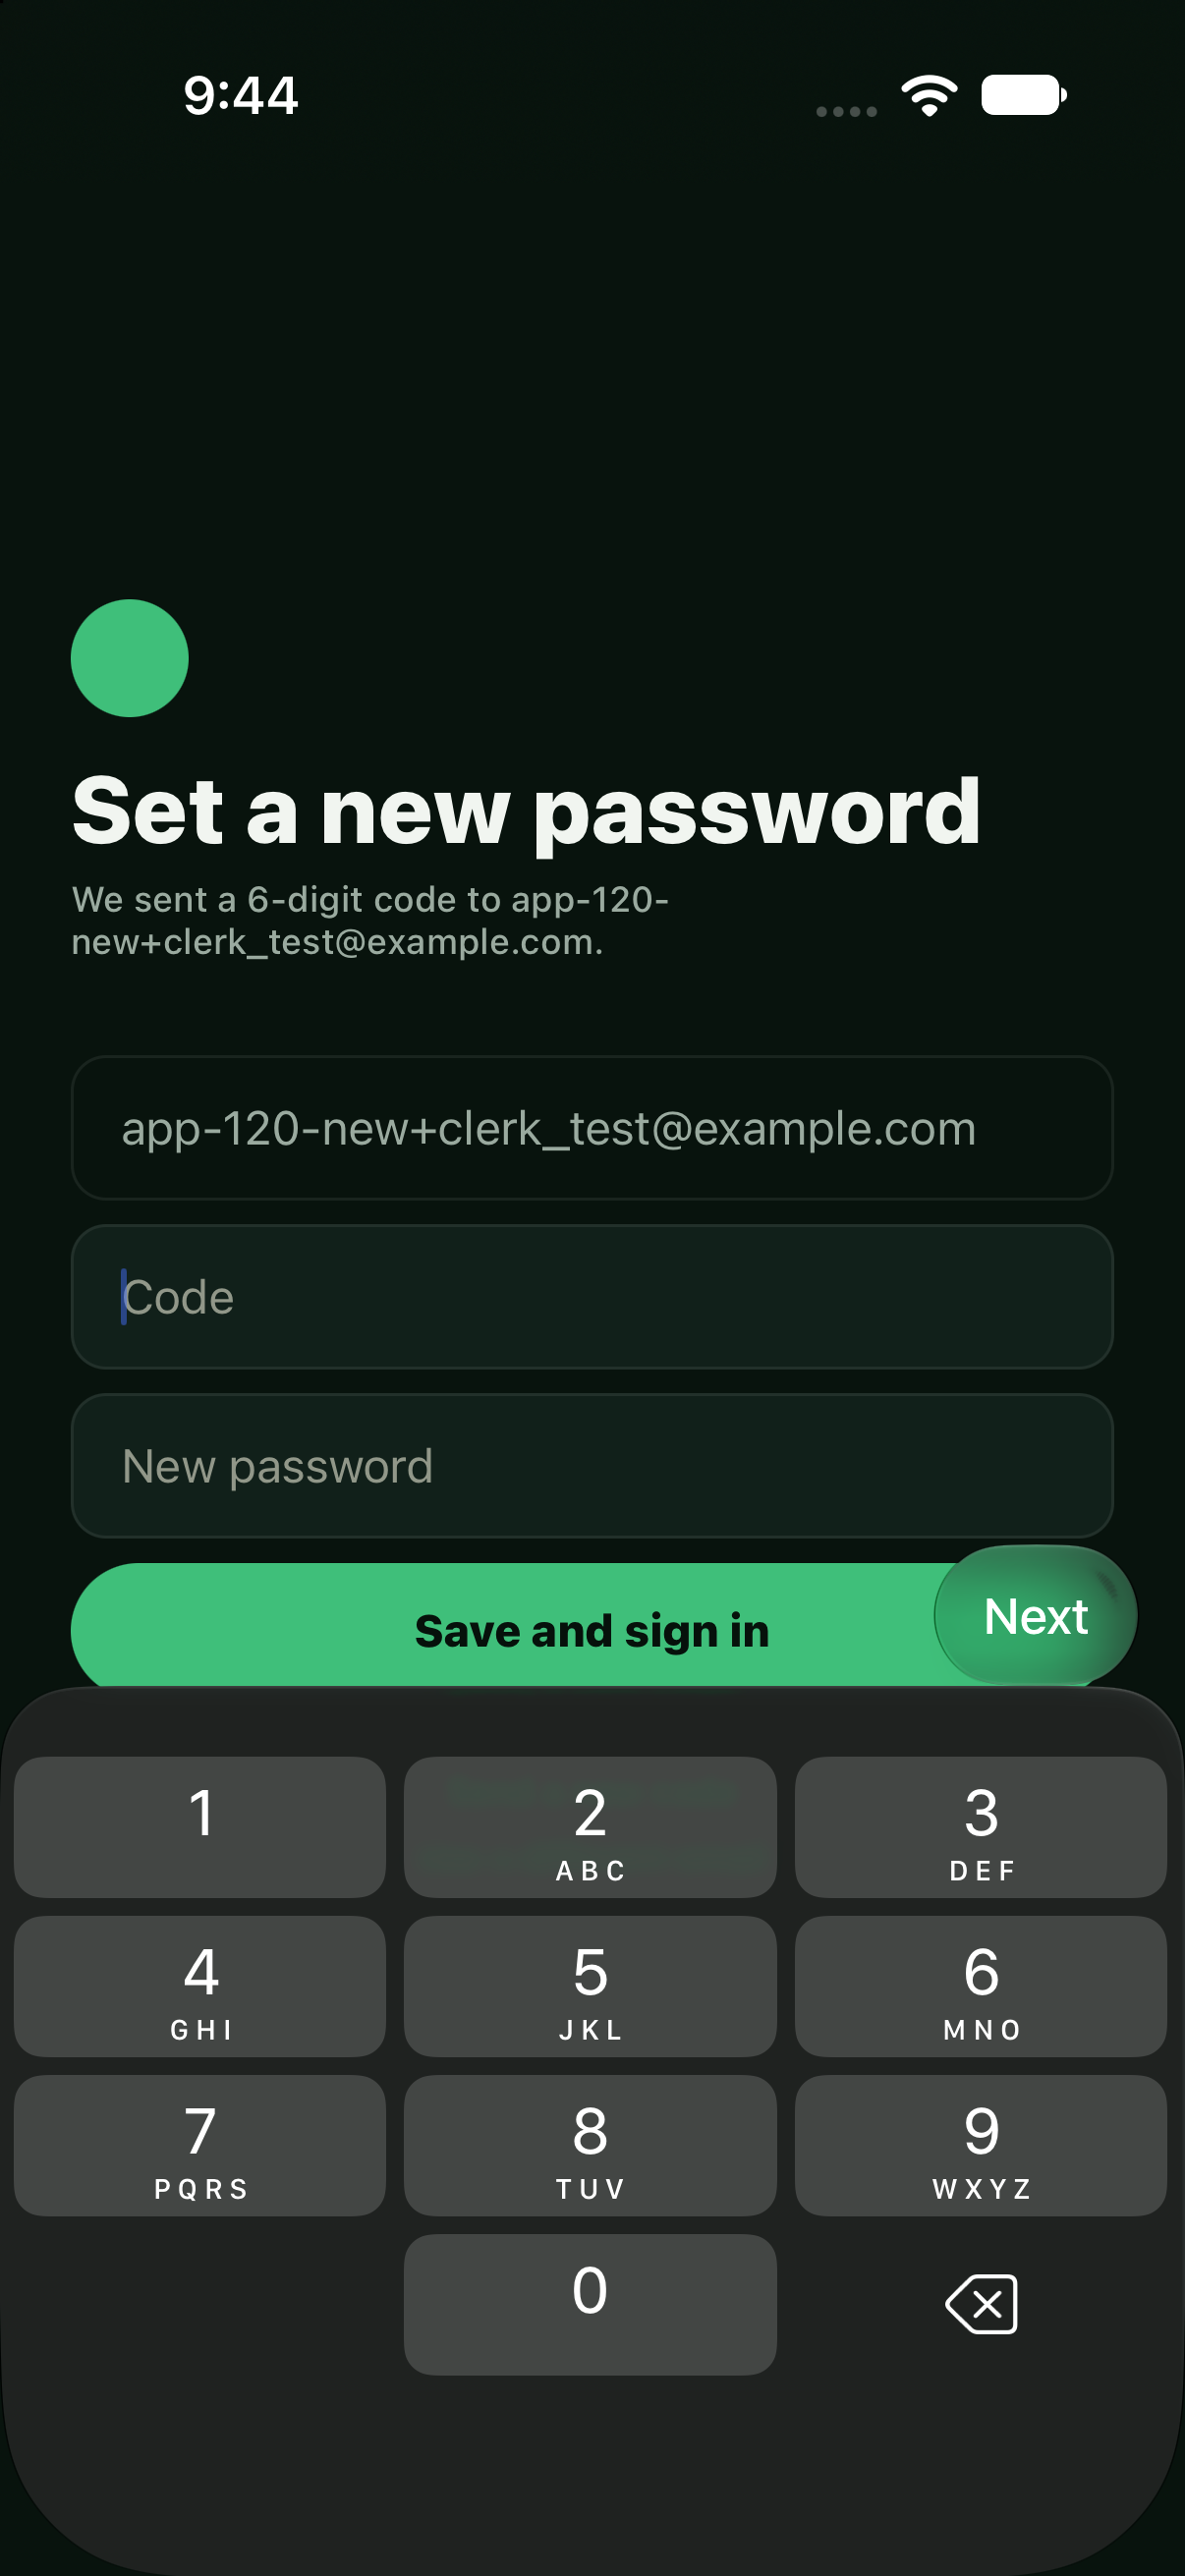 9:44
Set a new password
We sent a 6-digit code to app-120-
new+clerk_test@example.com.
app-120-new+clerk_test@example.com
Code
New password
Save and sign in
Next
1
2
ABC
3
DEF
4
GHI
5
JKL
6
MNO
7
PQRS
8
TUV
9
WXYZ
0